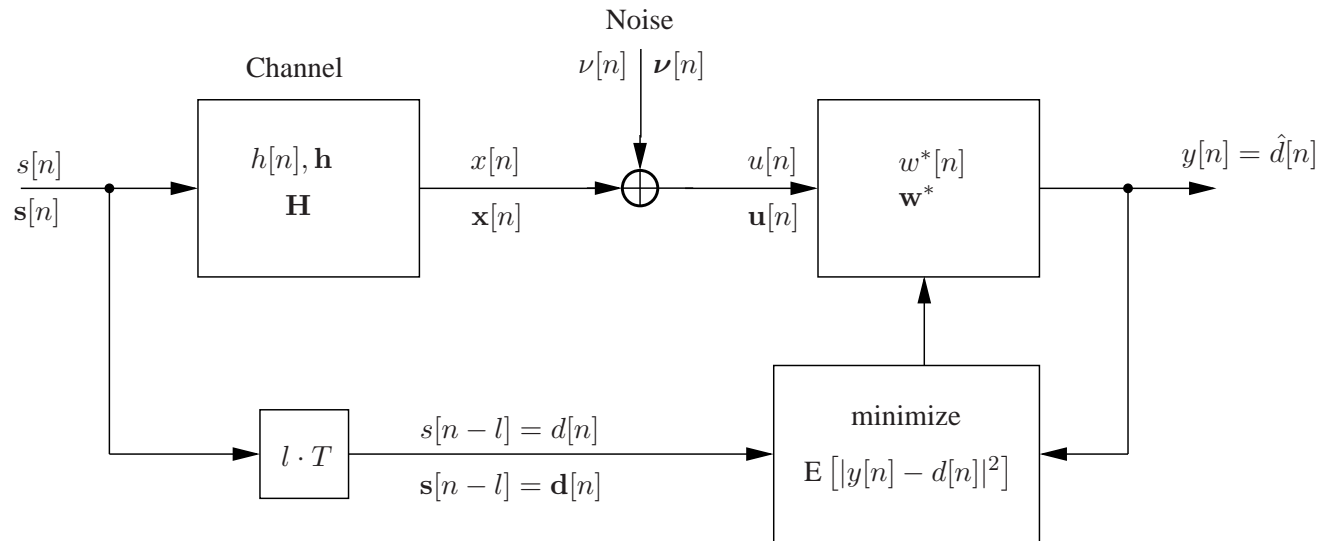 Noise
ν[n] 𝝂[n]
Channel
s[n]
𝐬[n]
h[n], 𝐡
𝐇
x[n]
𝐱[n]
u[n]
𝐮[n]
w*[n]
𝐰*
y[n] = d̂[n]
l · T
s[n − l] = d[n]
𝐬[n − l] = 𝐝[n]
minimize
E [|y[n] − d[n]|²]